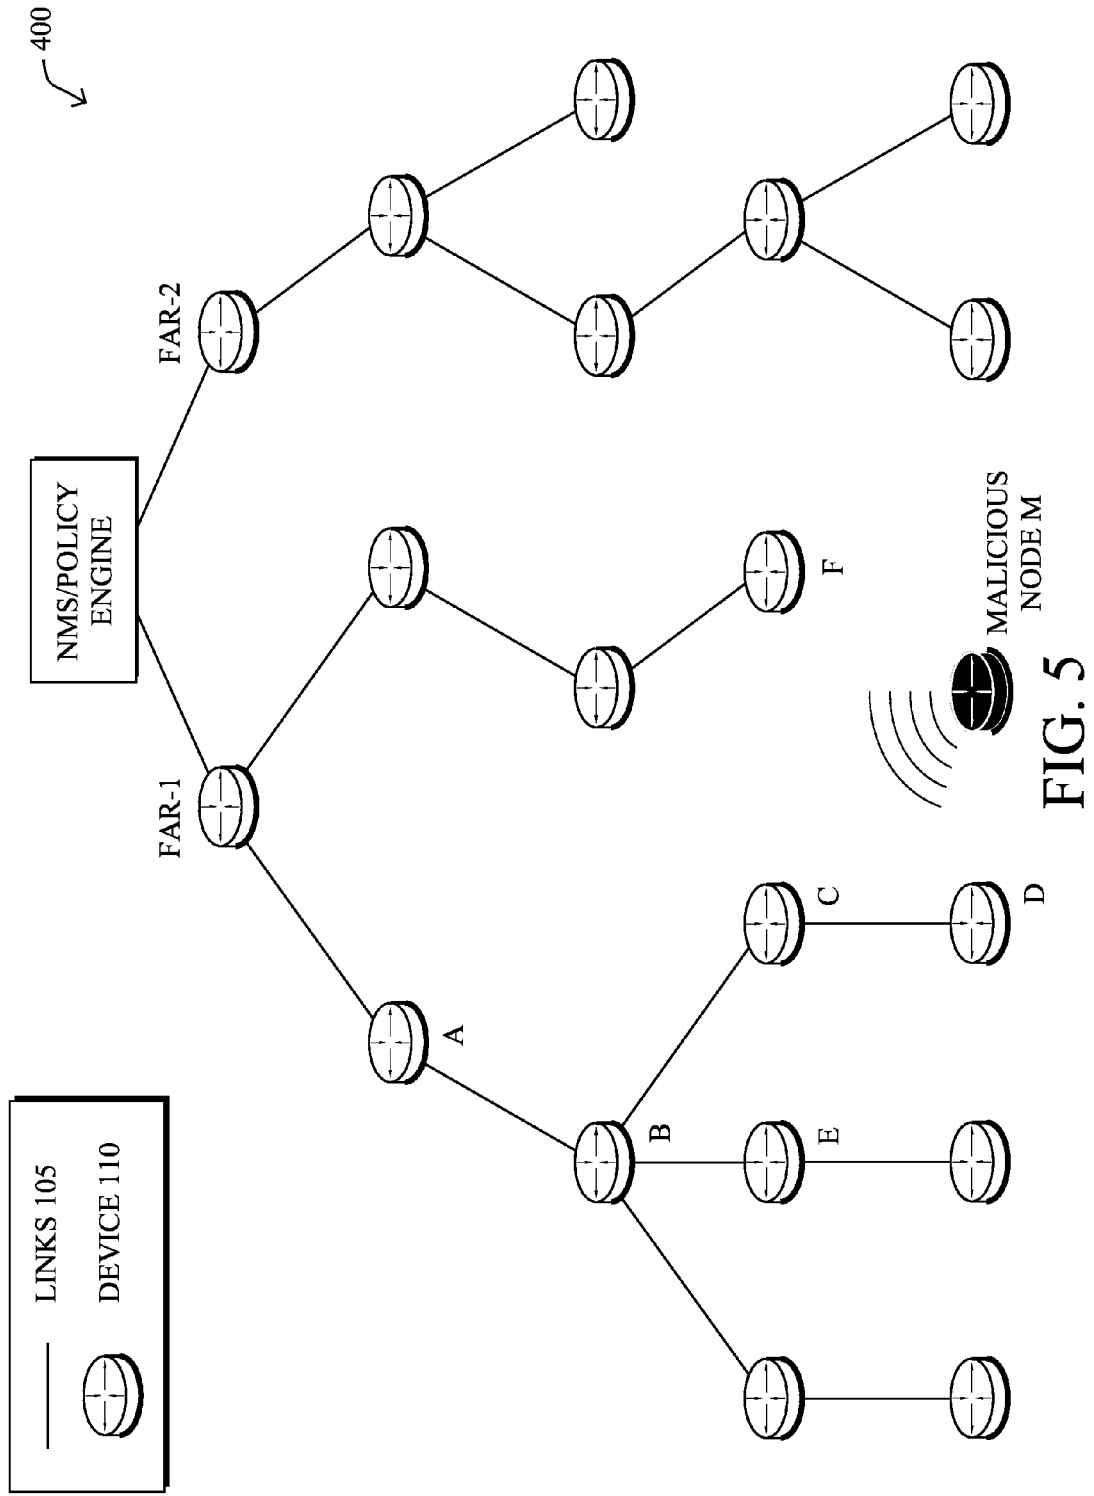 400
NMS/POLICY
ENGINE
FAR-1
FAR-2
LINKS 105
DEVICE 110
A
B
E
C
D
F
MALICIOUS
NODE M
FIG. 5